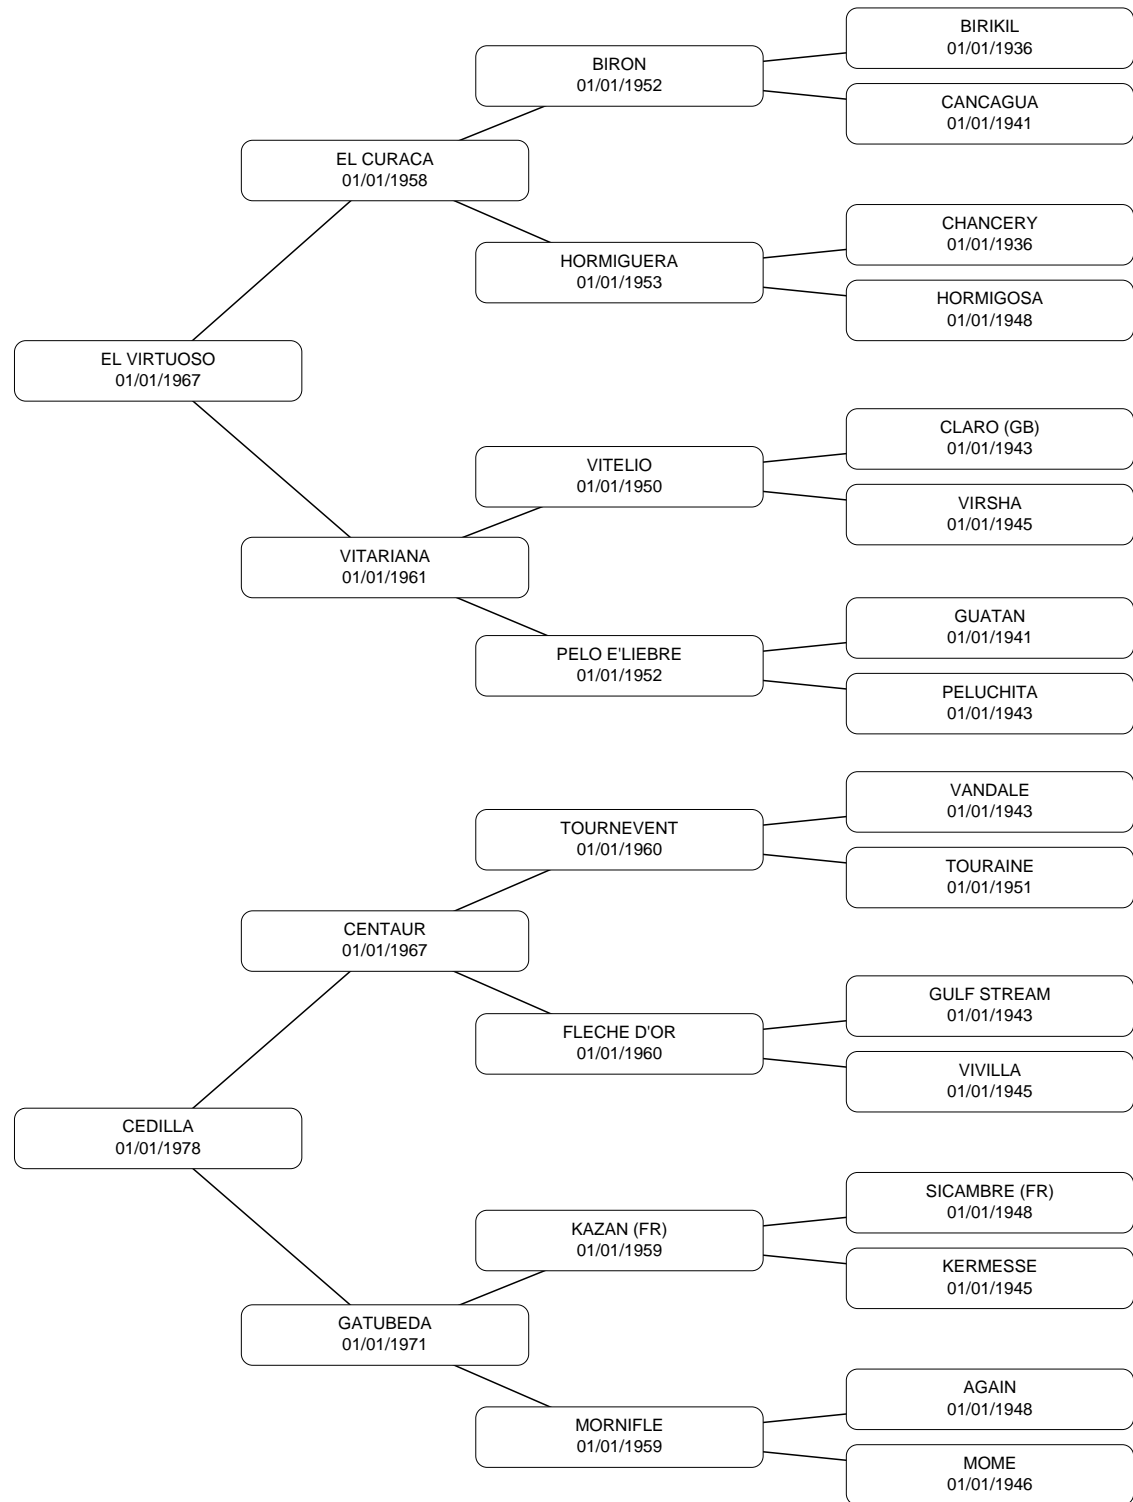 BIRIKIL
01/01/1936
BIRON
01/01/1952
CANCAGUA
01/01/1941
EL CURACA
01/01/1958
CHANCERY
01/01/1936
HORMIGUERA
01/01/1953
HORMIGOSA
01/01/1948
EL VIRTUOSO
01/01/1967
CLARO (GB)
01/01/1943
VITELIO
01/01/1950
VIRSHA
01/01/1945
VITARIANA
01/01/1961
GUATAN
01/01/1941
PELO E'LIEBRE
01/01/1952
PELUCHITA
01/01/1943
VANDALE
01/01/1943
TOURNEVENT
01/01/1960
TOURAINE
01/01/1951
CENTAUR
01/01/1967
GULF STREAM
01/01/1943
FLECHE D'OR
01/01/1960
VIVILLA
01/01/1945
CEDILLA
01/01/1978
SICAMBRE (FR)
01/01/1948
KAZAN (FR)
01/01/1959
KERMESSE
01/01/1945
GATUBEDA
01/01/1971
AGAIN
01/01/1948
MORNIFLE
01/01/1959
MOME
01/01/1946